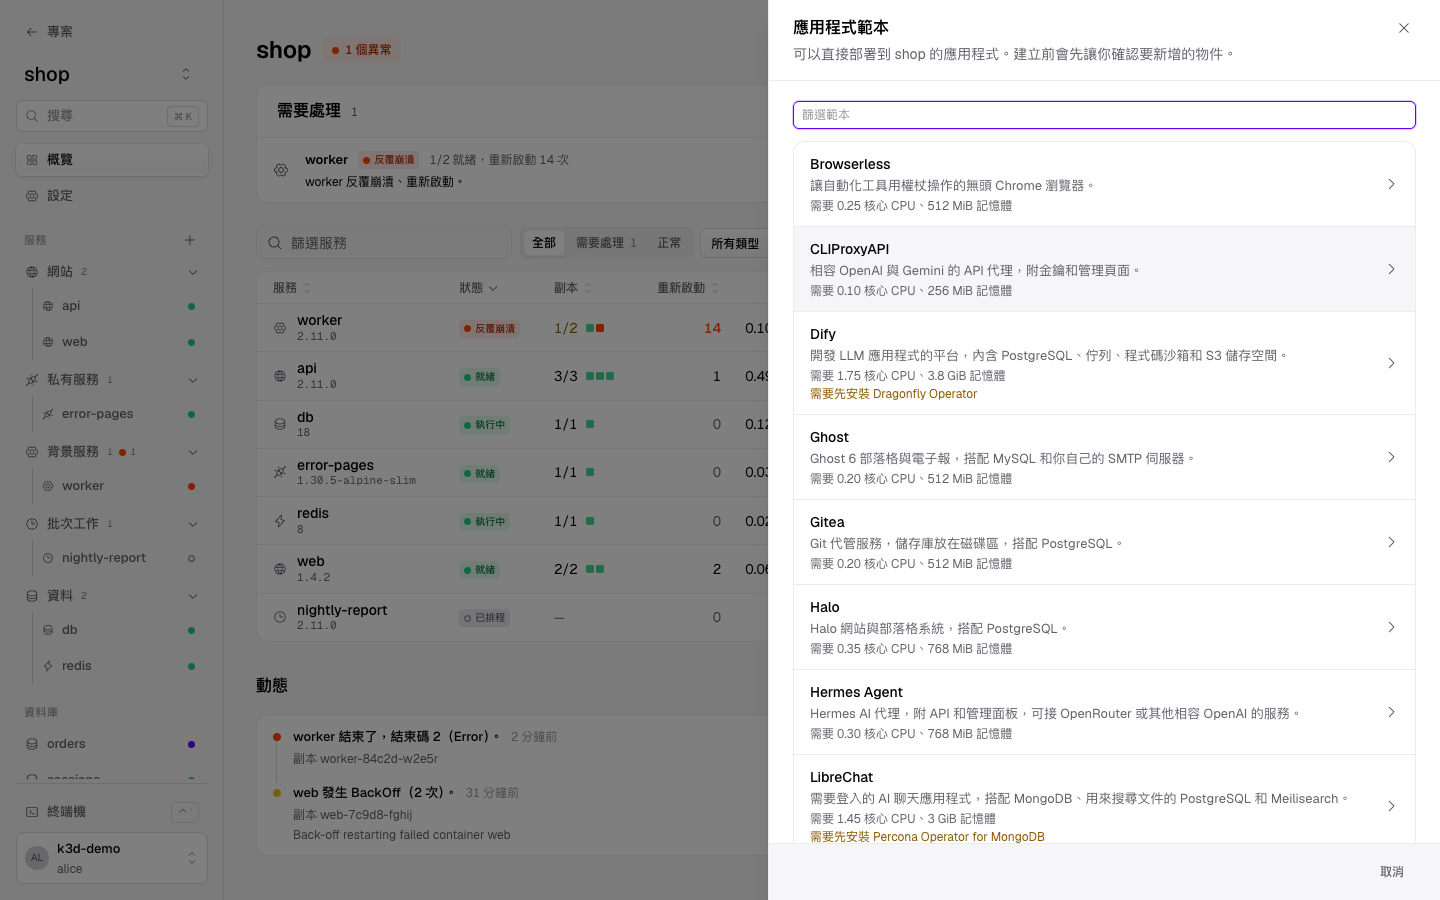 專案
shop
搜尋
⌘ K
概覽
設定
服務
網站 2
api
web
私有服務 1
error-pages
背景服務 1 1
worker
批次工作 1
nightly-report
資料 2
db
redis
資料庫
orders
終端機
AL
k3d-demo
alice
shop
1 個異常
需要處理 1
worker 反覆崩潰 1/2 就緒，重新啟動 14 次
worker 反覆崩潰、重新啟動。
篩選服務
全部 需要處理 1 正常 所有類型
服務 狀態 副本 重新啟動
worker 反覆崩潰 1/2 14
2.11.0
api 就緒 3/3 1
2.11.0
db 執行中 1/1 0
18
error-pages 就緒 1/1 0
1.30.5-alpine-slim
redis 執行中 1/1 0
8
web 就緒 2/2 2
1.4.2
nightly-report 已排程 — 0
2.11.0
動態
worker 結束了，結束碼 2（Error）。 2 分鐘前
副本 worker-84c2d-w2e5r
web 發生 BackOff（2 次）。 31 分鐘前
副本 web-7c9d8-fghij
Back-off restarting failed container web
應用程式範本
可以直接部署到 shop 的應用程式。建立前會先讓你確認要新增的物件。
篩選範本
Browserless
讓自動化工具用權杖操作的無頭 Chrome 瀏覽器。
需要 0.25 核心 CPU、512 MiB 記憶體
CLIProxyAPI
相容 OpenAI 與 Gemini 的 API 代理，附金鑰和管理頁面。
需要 0.10 核心 CPU、256 MiB 記憶體
Dify
開發 LLM 應用程式的平台，內含 PostgreSQL、佇列、程式碼沙箱和 S3 儲存空間。
需要 1.75 核心 CPU、3.8 GiB 記憶體
需要先安裝 Dragonfly Operator
Ghost
Ghost 6 部落格與電子報，搭配 MySQL 和你自己的 SMTP 伺服器。
需要 0.20 核心 CPU、512 MiB 記憶體
Gitea
Git 代管服務，儲存庫放在磁碟區，搭配 PostgreSQL。
需要 0.20 核心 CPU、512 MiB 記憶體
Halo
Halo 網站與部落格系統，搭配 PostgreSQL。
需要 0.35 核心 CPU、768 MiB 記憶體
Hermes Agent
Hermes AI 代理，附 API 和管理面板，可接 OpenRouter 或其他相容 OpenAI 的服務。
需要 0.30 核心 CPU、768 MiB 記憶體
LibreChat
需要登入的 AI 聊天應用程式，搭配 MongoDB、用來搜尋文件的 PostgreSQL 和 Meilisearch。
需要 1.45 核心 CPU、3 GiB 記憶體
需要先安裝 Percona Operator for MongoDB
取消